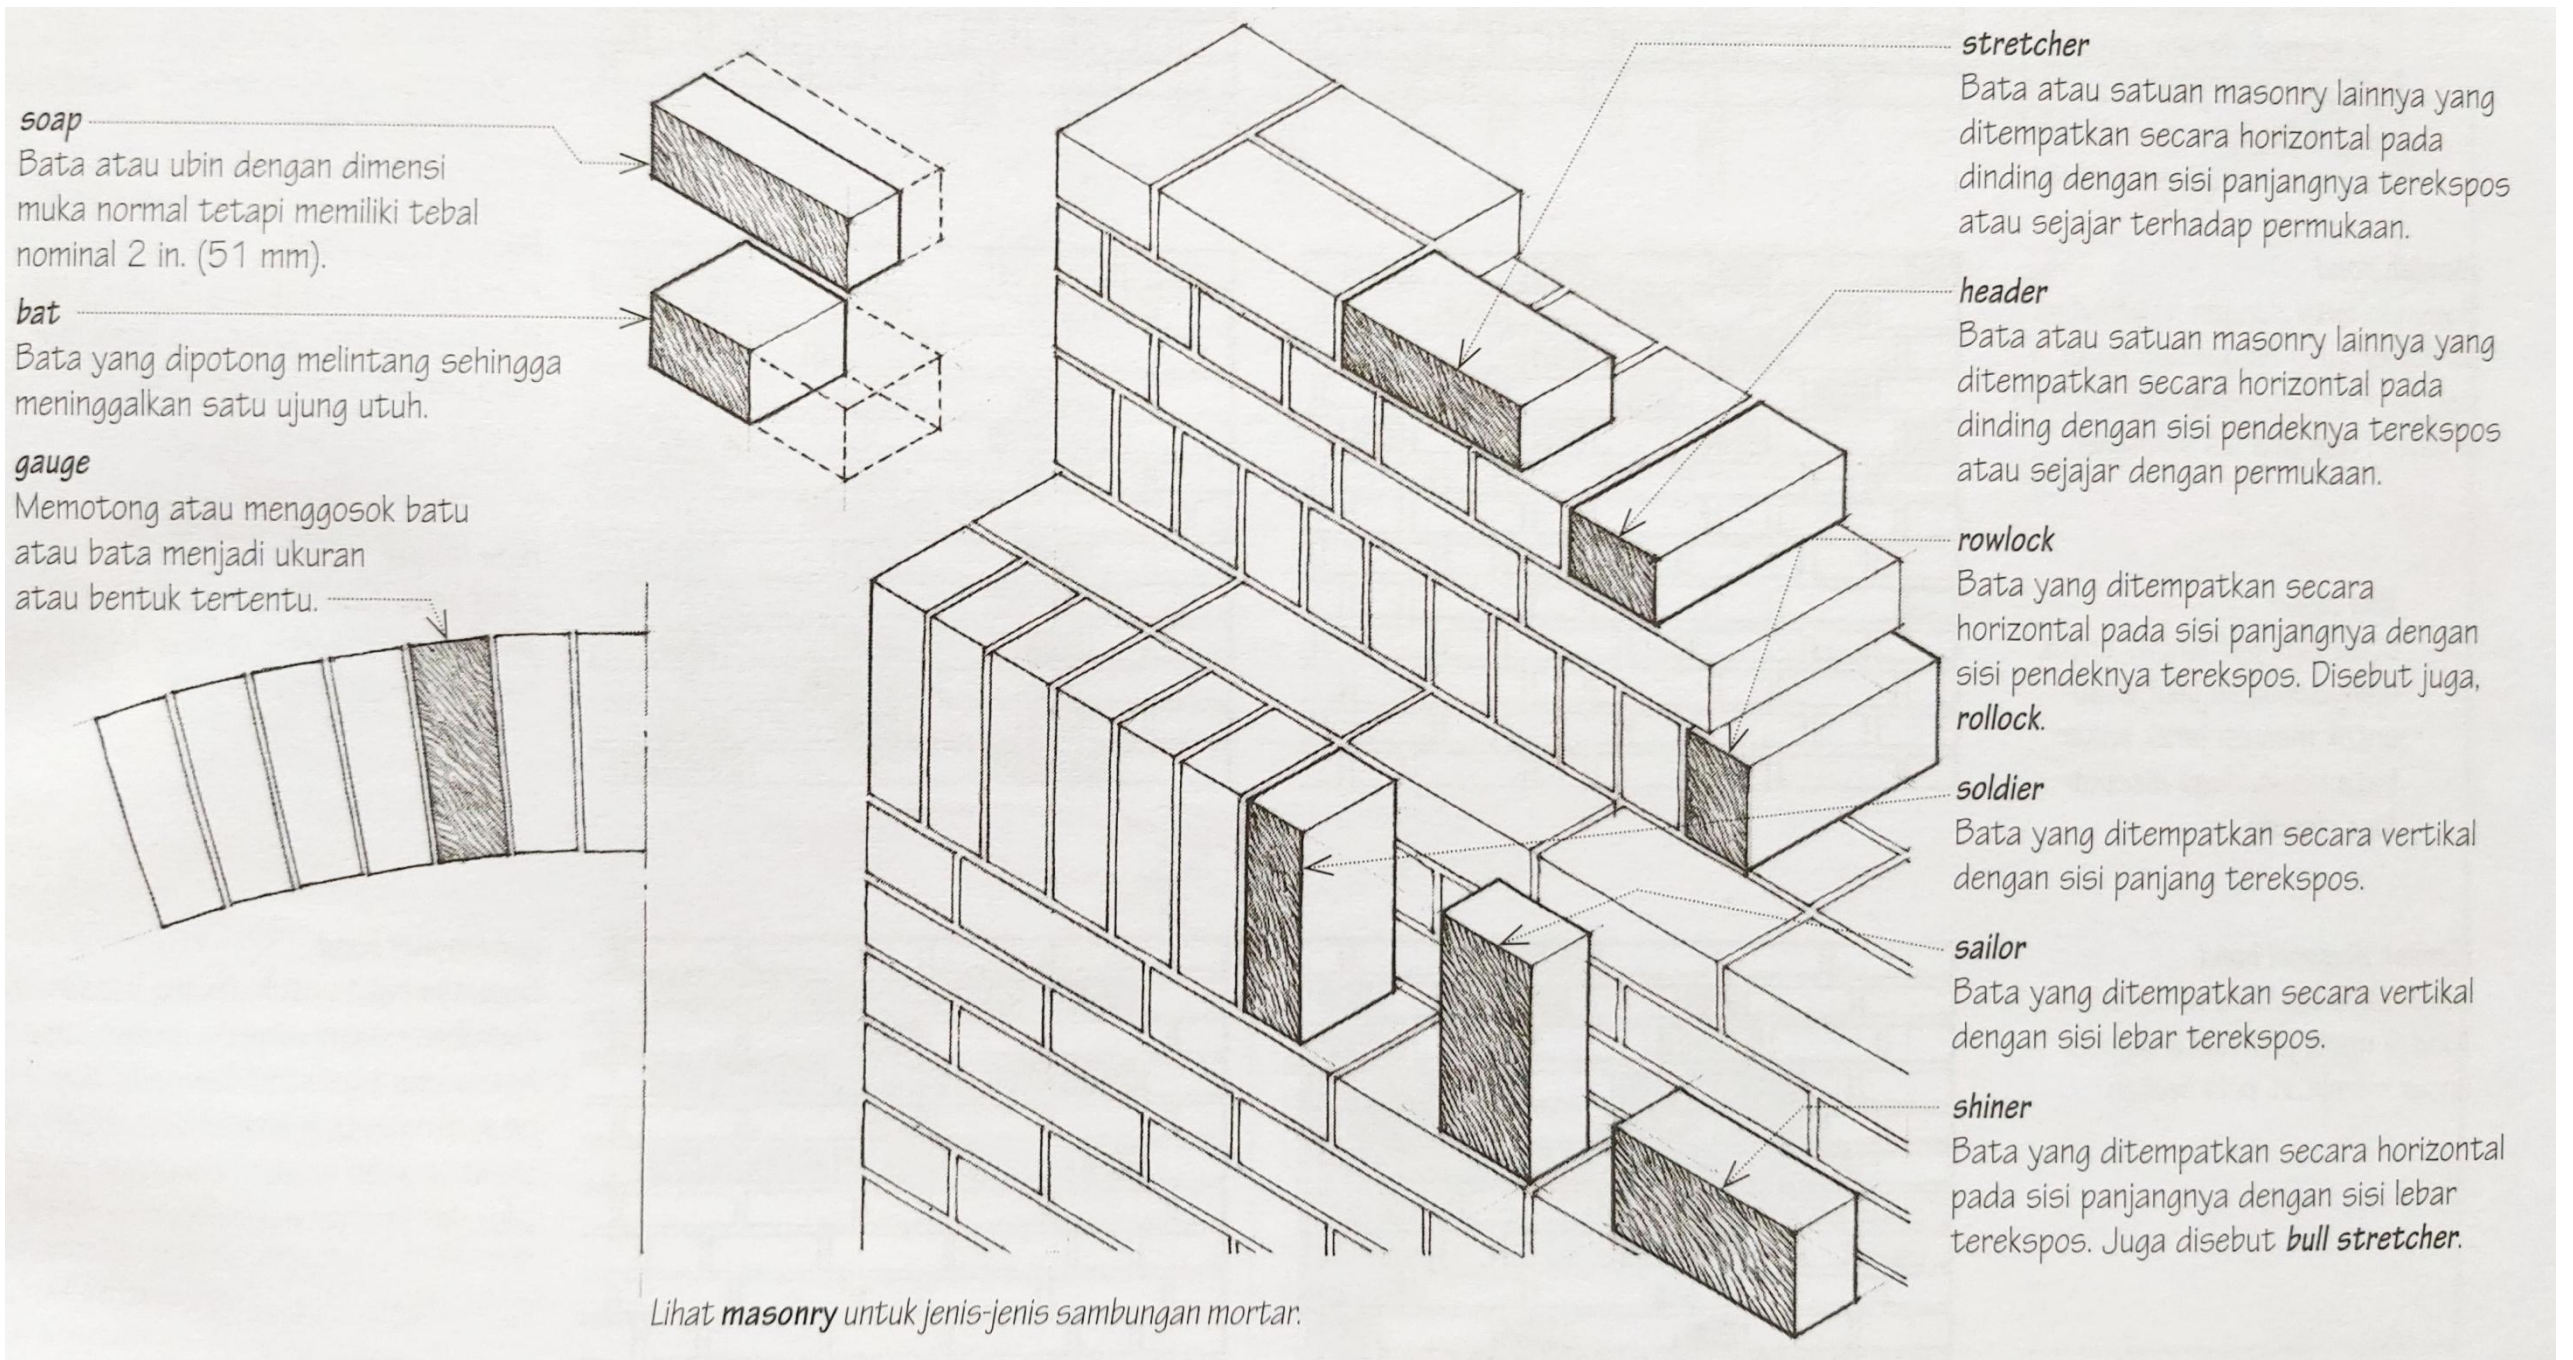 soap
Bata atau ubin dengan dimensi
muka normal tetapi memiliki tebal
nominal 2 in. (51 mm).
bat
Bata yang dipotong melintang sehingga
meninggalkan satu ujung utuh.
gauge
Memotong atau menggosok batu
atau bata menjadi ukuran
atau bentuk tertentu.
stretcher
Bata atau satuan masonry lainnya yang
ditempatkan secara horizontal pada
dinding dengan sisi panjangnya terekspos
atau sejajar terhadap permukaan.
header
Bata atau satuan masonry lainnya yang
ditempatkan secara horizontal pada
dinding dengan sisi pendeknya terekspos
atau sejajar dengan permukaan.
rowlock
Bata yang ditempatkan secara
horizontal pada sisi panjangnya dengan
sisi pendeknya terekspos. Disebut juga,
rollock.
soldier
Bata yang ditempatkan secara vertikal
dengan sisi panjang terekspos.
sailor
Bata yang ditempatkan secara vertikal
dengan sisi lebar terekspos.
shiner
Bata yang ditempatkan secara horizontal
pada sisi panjangnya dengan sisi lebar
terekspos. Juga disebut bull stretcher.
Lihat masonry untuk jenis-jenis sambungan mortar.